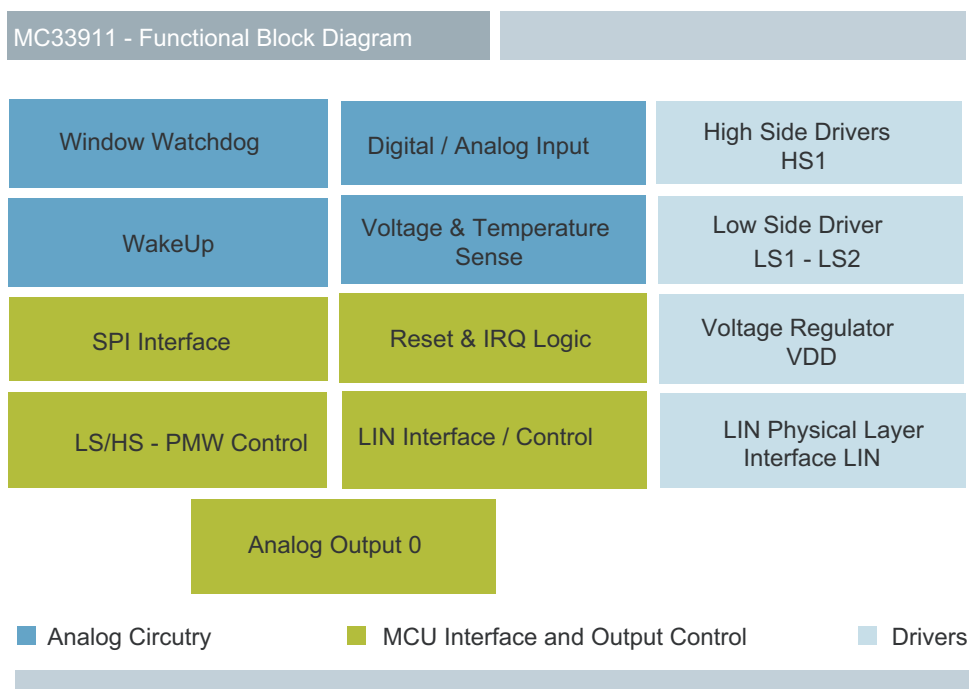 MC33911 - Functional Block Diagram
Window Watchdog
Digital / Analog Input
High Side Drivers
HS1
WakeUp
Voltage & Temperature
Sense
Low Side Driver
LS1 - LS2
SPI Interface
Reset & IRQ Logic
Voltage Regulator
VDD
LS/HS - PMW Control
LIN Interface / Control
LIN Physical Layer
Interface LIN
Analog Output 0
Analog Circutry
MCU Interface and Output Control
Drivers